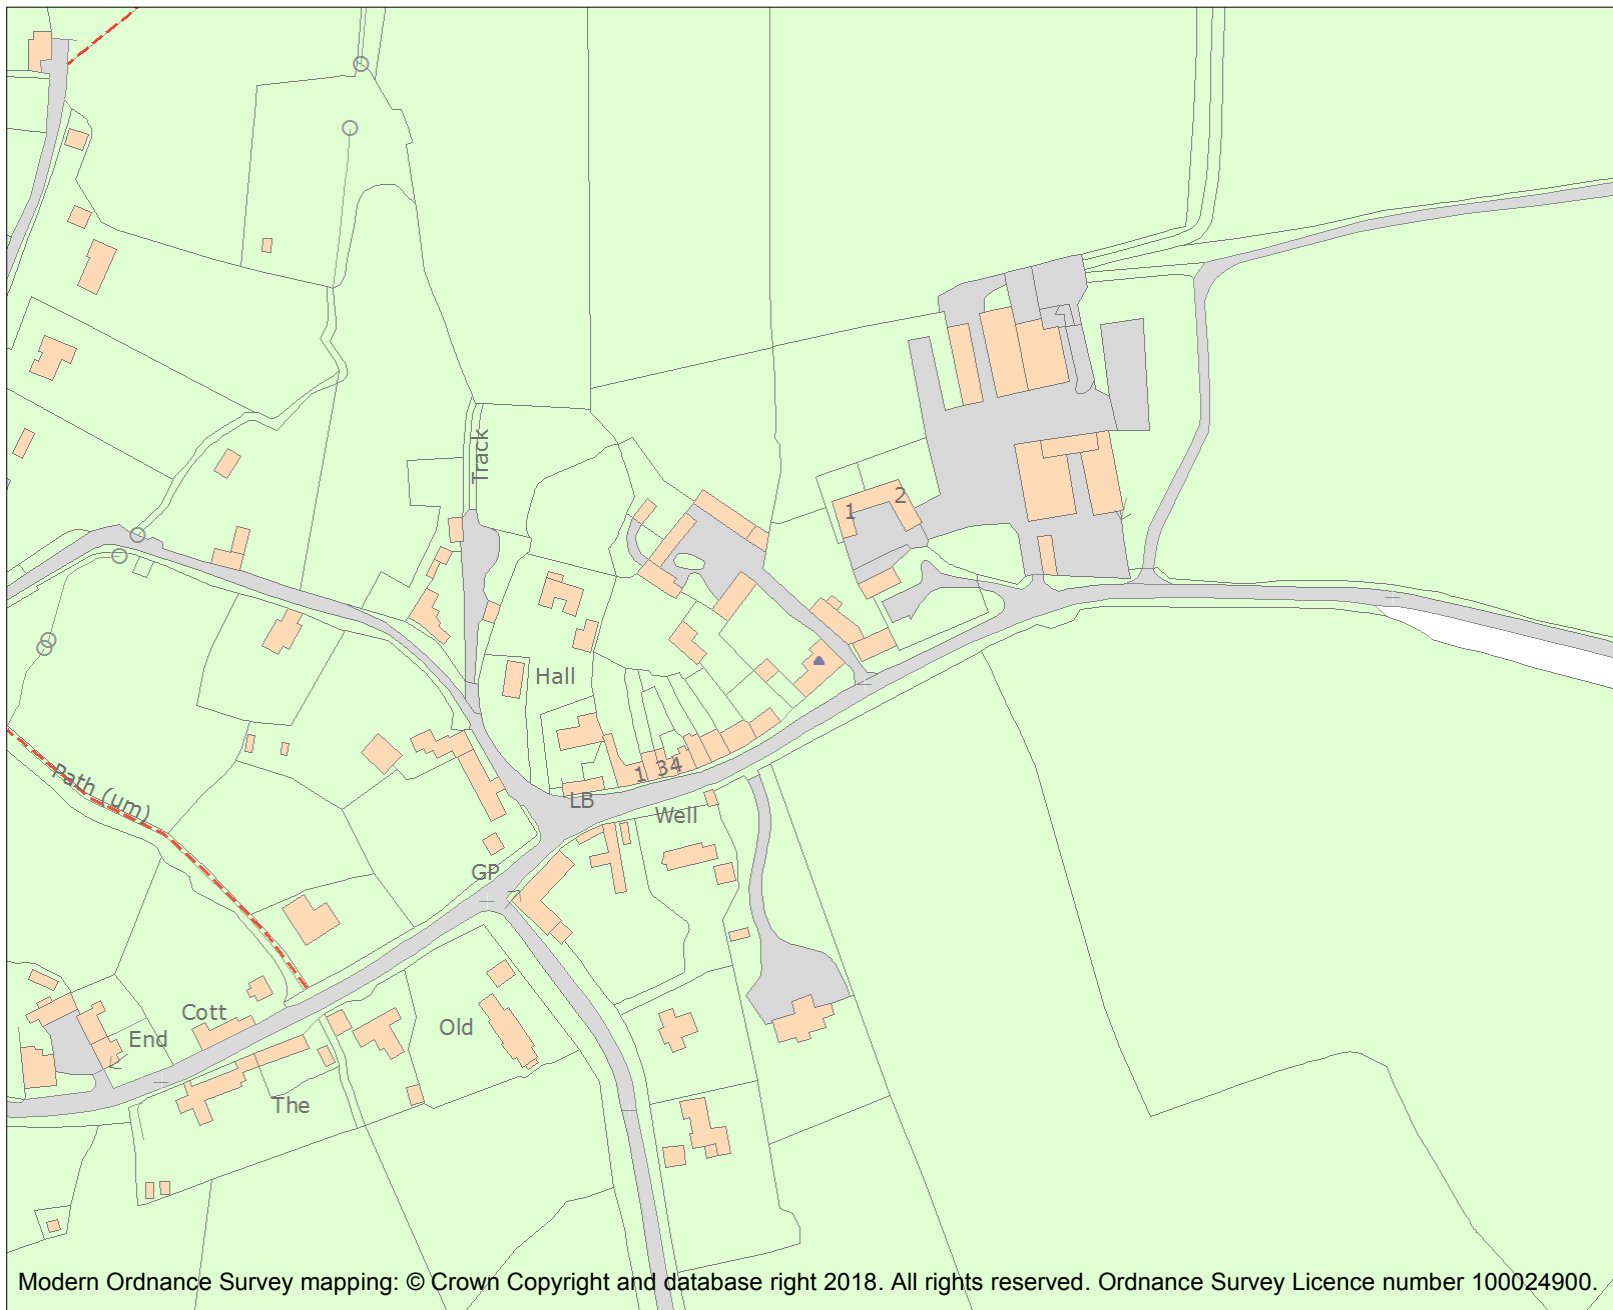 Track
2
1
Hall
1 34
LB
Well
Path (um)
GP
Cott
Old
End
The
Modern Ordnance Survey mapping: © Crown Copyright and database right 2018. All rights reserved. Ordnance Survey Licence number 100024900.